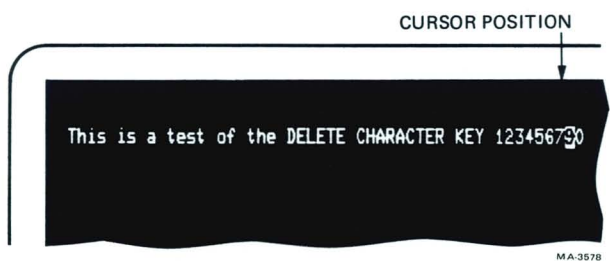 CURSOR POSITION
This is a test of the DELETE CHARACTER KEY 123456790
MA-3578